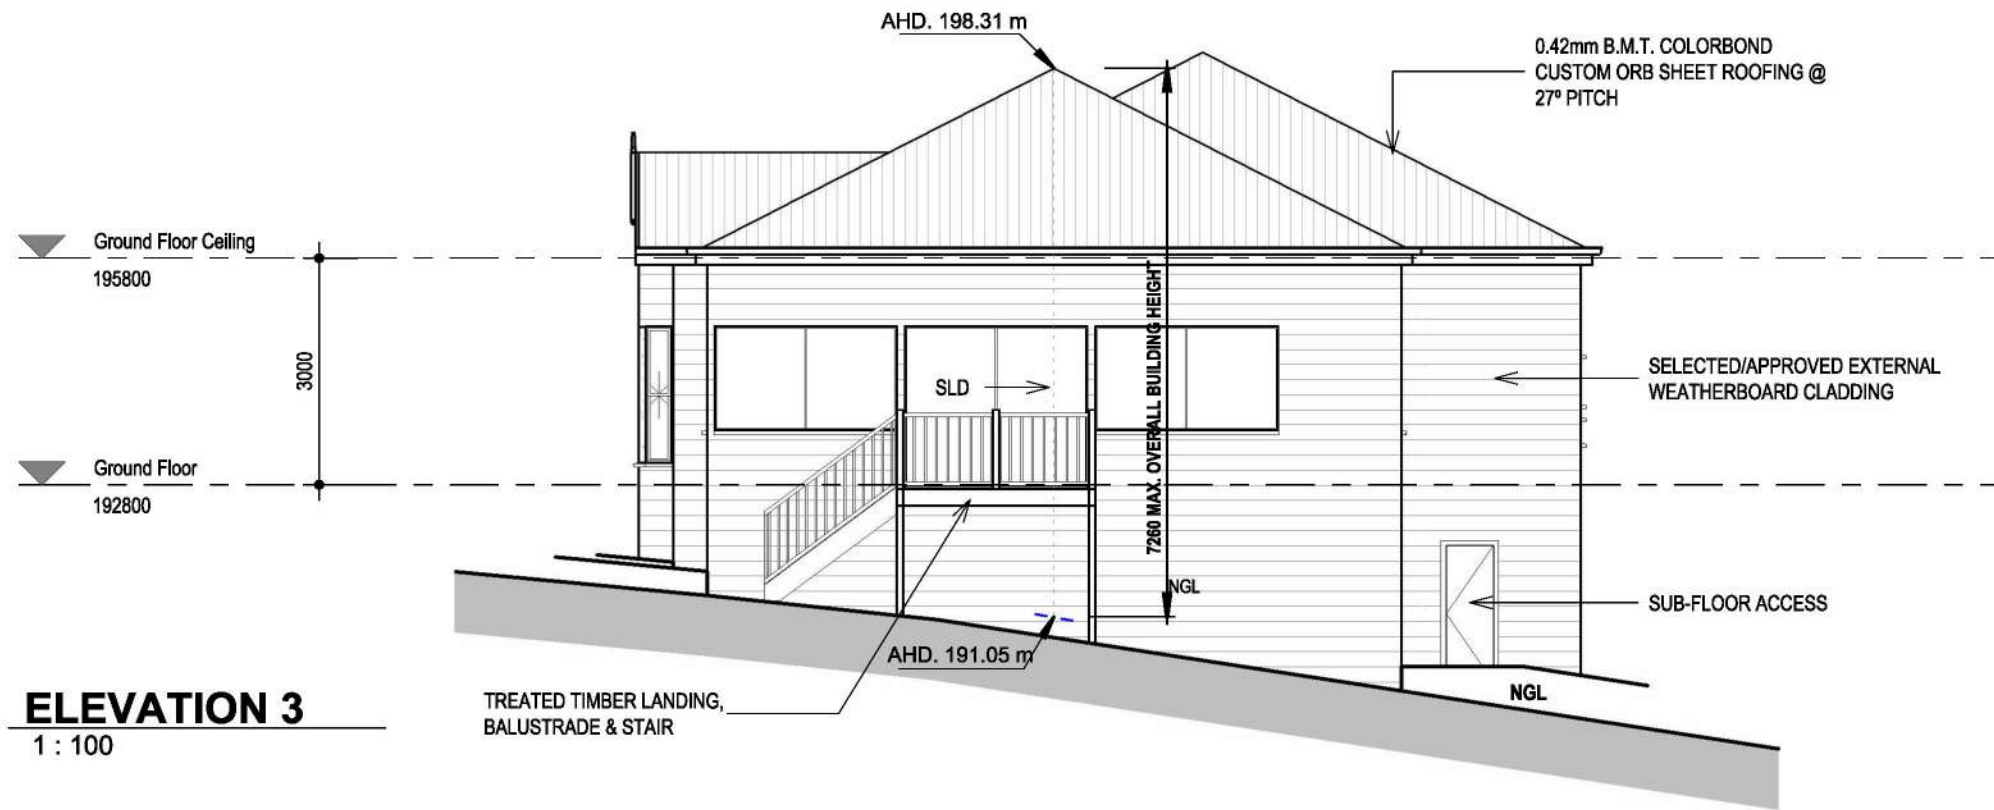 AHD. 198.31 m
0.42mm B.M.T. COLORBOND
CUSTOM ORB SHEET ROOFING @
27º PITCH
Ground Floor Ceiling
195800
3000
7260 MAX. OVERALL BUILDING HEIGHT
SLD
SELECTED/APPROVED EXTERNAL
WEATHERBOARD CLADDING
Ground Floor
192800
NGL
SUB-FLOOR ACCESS
AHD. 191.05 m
NGL
TREATED TIMBER LANDING,
BALUSTRADE & STAIR
ELEVATION 3
1 : 100